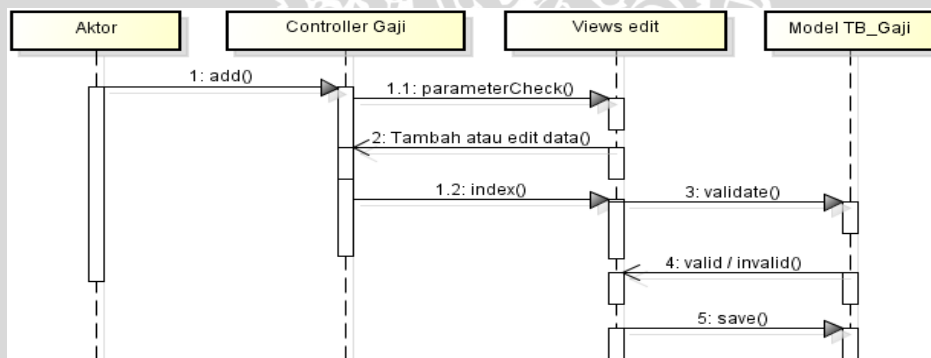 Aktor
Controller Gaji
Views edit
Model TB_Gaji
1: add()
1.1: parameterCheck()
2: Tambah atau edit data()
1.2: index()
3: validate()
4: valid / invalid()
5: save()